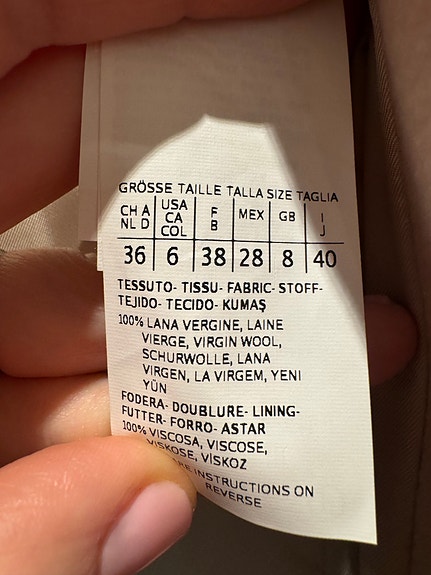 GRÖSSE TAILLE TALLA SIZE TAGLIA
CH A NL D | USA CA COL | F B | MEX | GB | I J
36 | 6 | 38 | 28 | 8 | 40
TESSUTO- TISSU- FABRIC- STOFF-
TEJIDO- TECIDO- KUMAŞ
100% LANA VERGINE, LAINE
VIERGE, VIRGIN WOOL,
SCHURWOLLE, LANA
VIRGEN, LA VIRGEM, YENI
YÜN
FODERA- DOUBLURE- LINING-
FUTTER- FORRO- ASTAR
100% VISCOSA, VISCOSE,
VISKOSE, VİSKOZ
INSTRUCTIONS ON
REVERSE